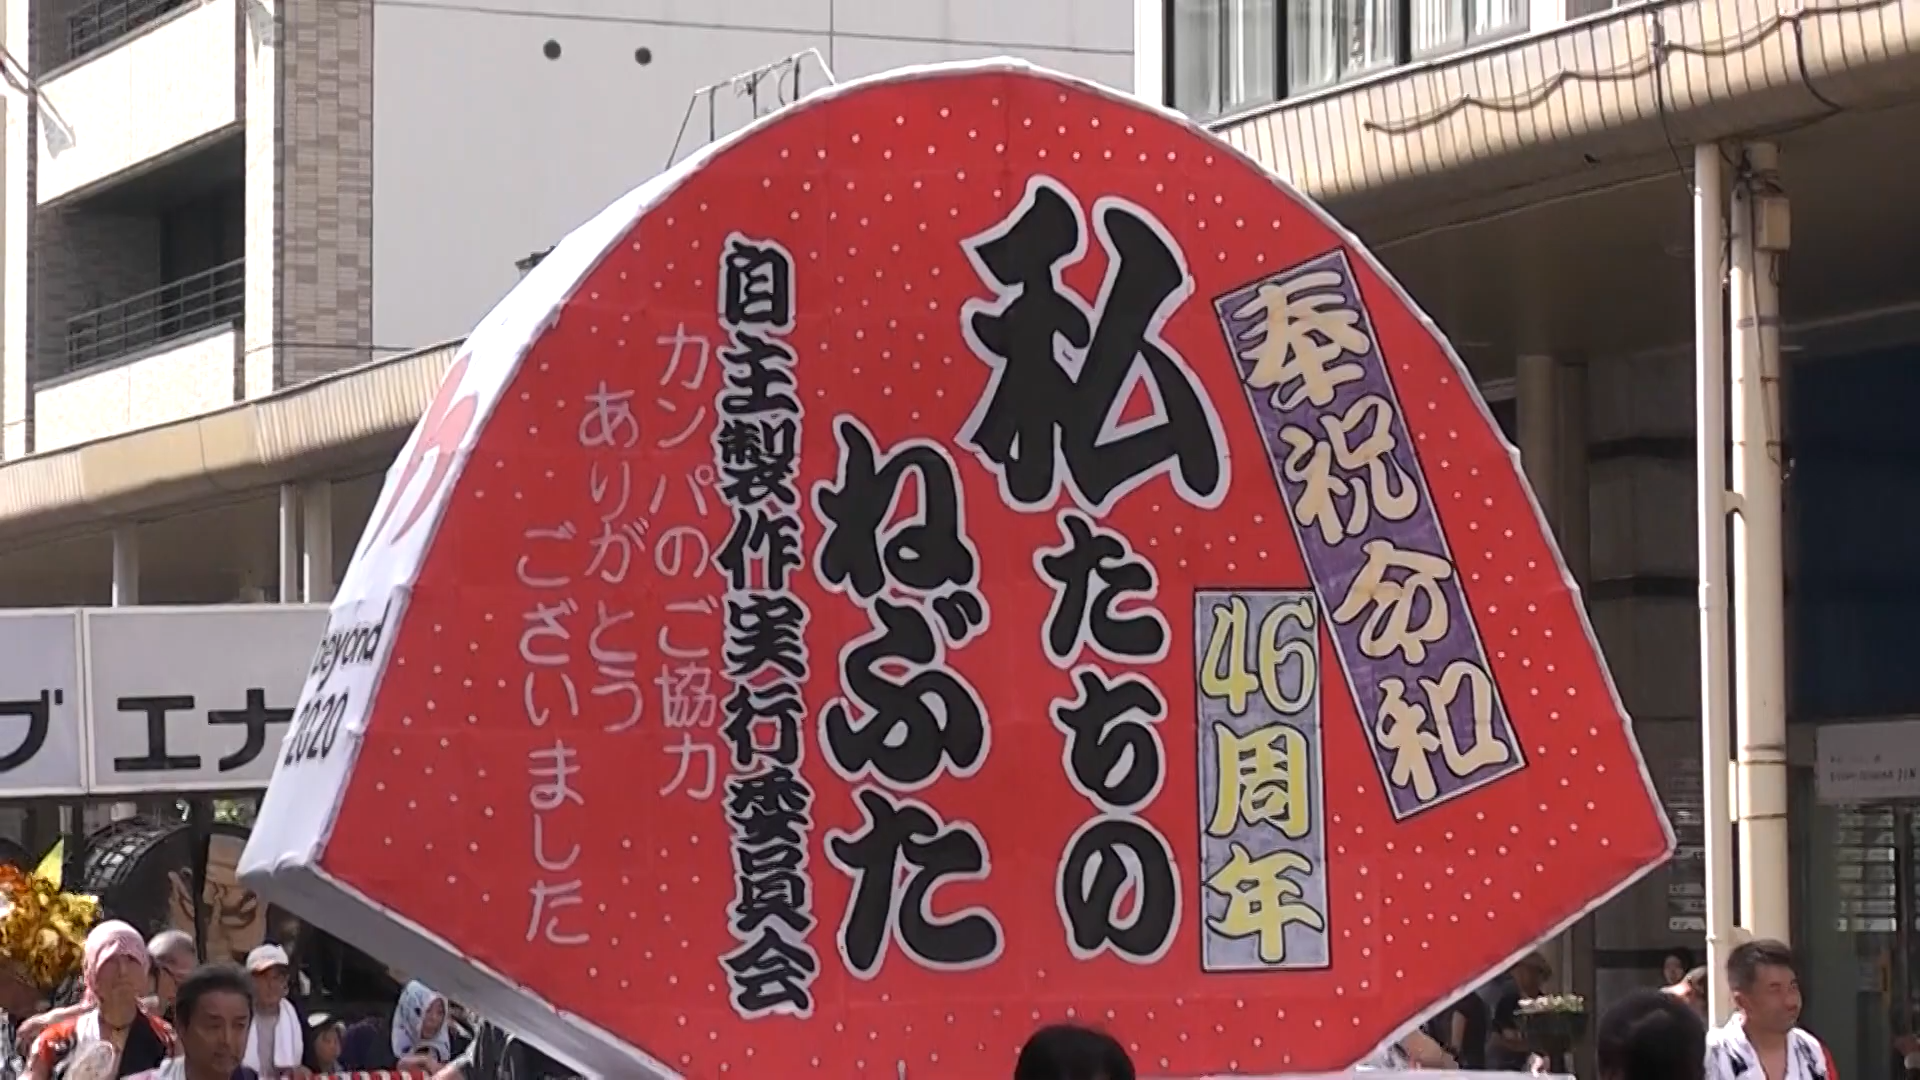 奉祝令和
46周年
私たちの
ねぶた
自主製作実行委員会
カンパのご協力
ありがとう
ございました
beyond
2020
ブ エナ